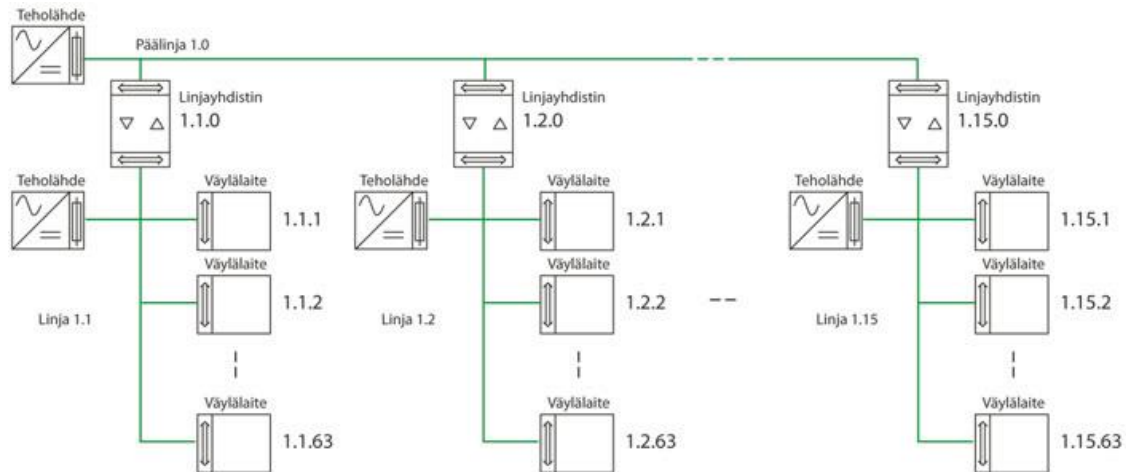 Teholähde
Päälinja 1.0
Linjayhdistin
1.1.0
Linjayhdistin
1.2.0
Linjayhdistin
1.15.0
Teholähde
Väylälaite
1.1.1
Väylälaite
1.1.2
Linja 1.1
Väylälaite
1.1.63
Teholähde
Väylälaite
1.2.1
Väylälaite
1.2.2
Linja 1.2
Väylälaite
1.2.63
Teholähde
Väylälaite
1.15.1
Väylälaite
1.15.2
Linja 1.15
Väylälaite
1.15.63